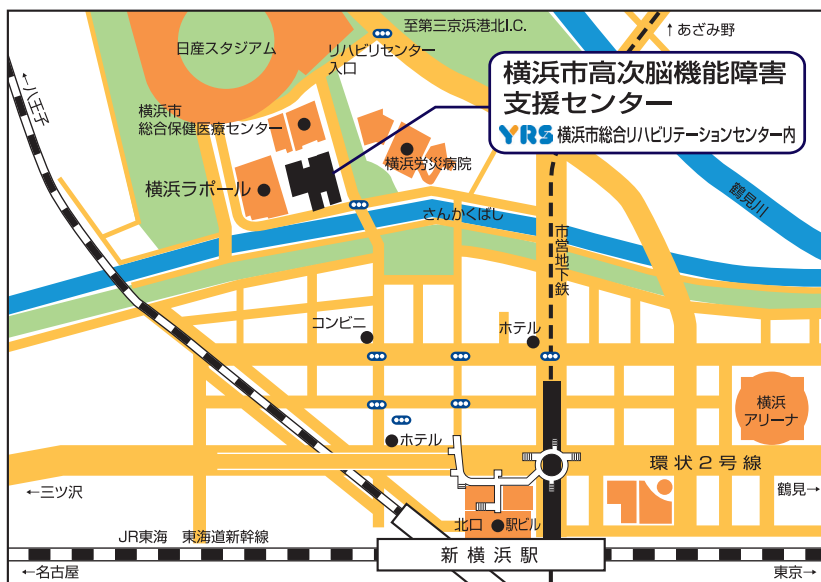 至第三京浜港北I.C.
↑あざみ野
日産スタジアム
リハビリセンター
入口
横浜市高次脳機能障害
支援センター
YRS 横浜市総合リハビリテーションセンター内
←八王子
横浜市
総合保健医療センター
横浜労災病院
横浜ラポール
さんかくばし
鶴見川
市営地下鉄
コンビニ
ホテル
横浜
アリーナ
ホテル
環状2号線
←三ツ沢
鶴見→
北口
駅ビル
JR東海 東海道新幹線
新横浜駅
←名古屋
東京→